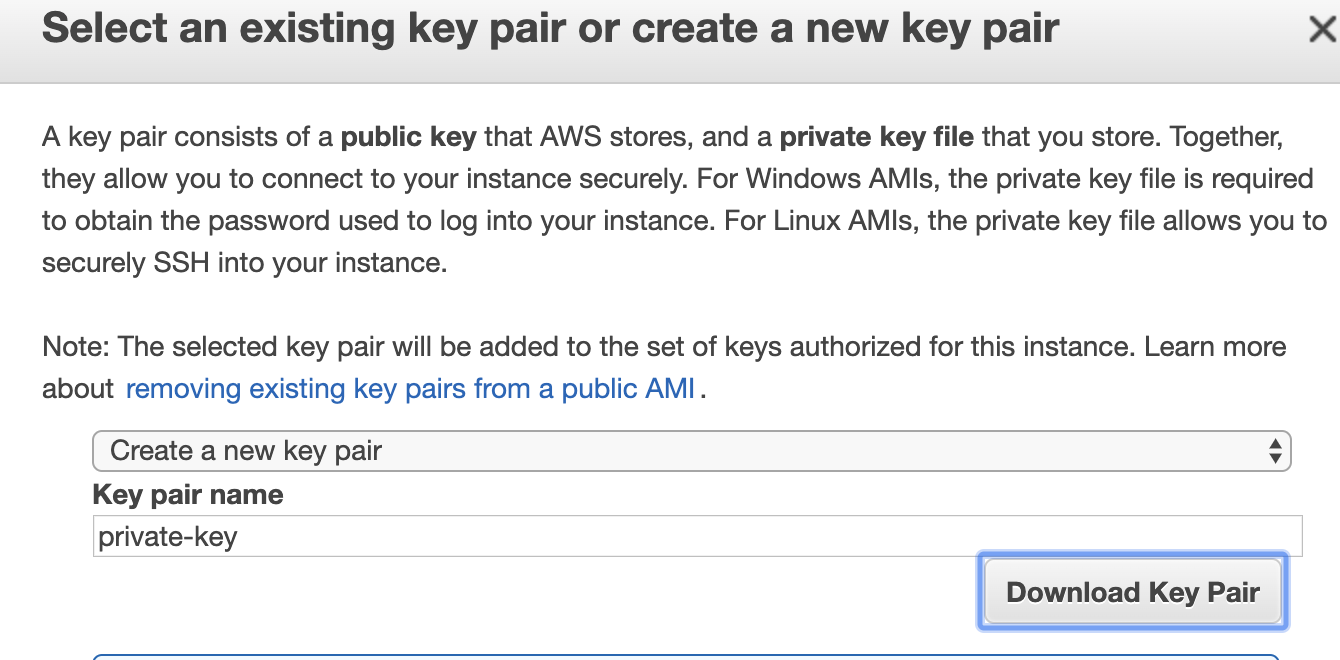 Select an existing key pair or create a new key pair
A key pair consists of a public key that AWS stores, and a private key file that you store. Together,
they allow you to connect to your instance securely. For Windows AMIs, the private key file is required
to obtain the password used to log into your instance. For Linux AMIs, the private key file allows you to
securely SSH into your instance.
Note: The selected key pair will be added to the set of keys authorized for this instance. Learn more
about removing existing key pairs from a public AMI .
Create a new key pair
Key pair name
private-key
Download Key Pair